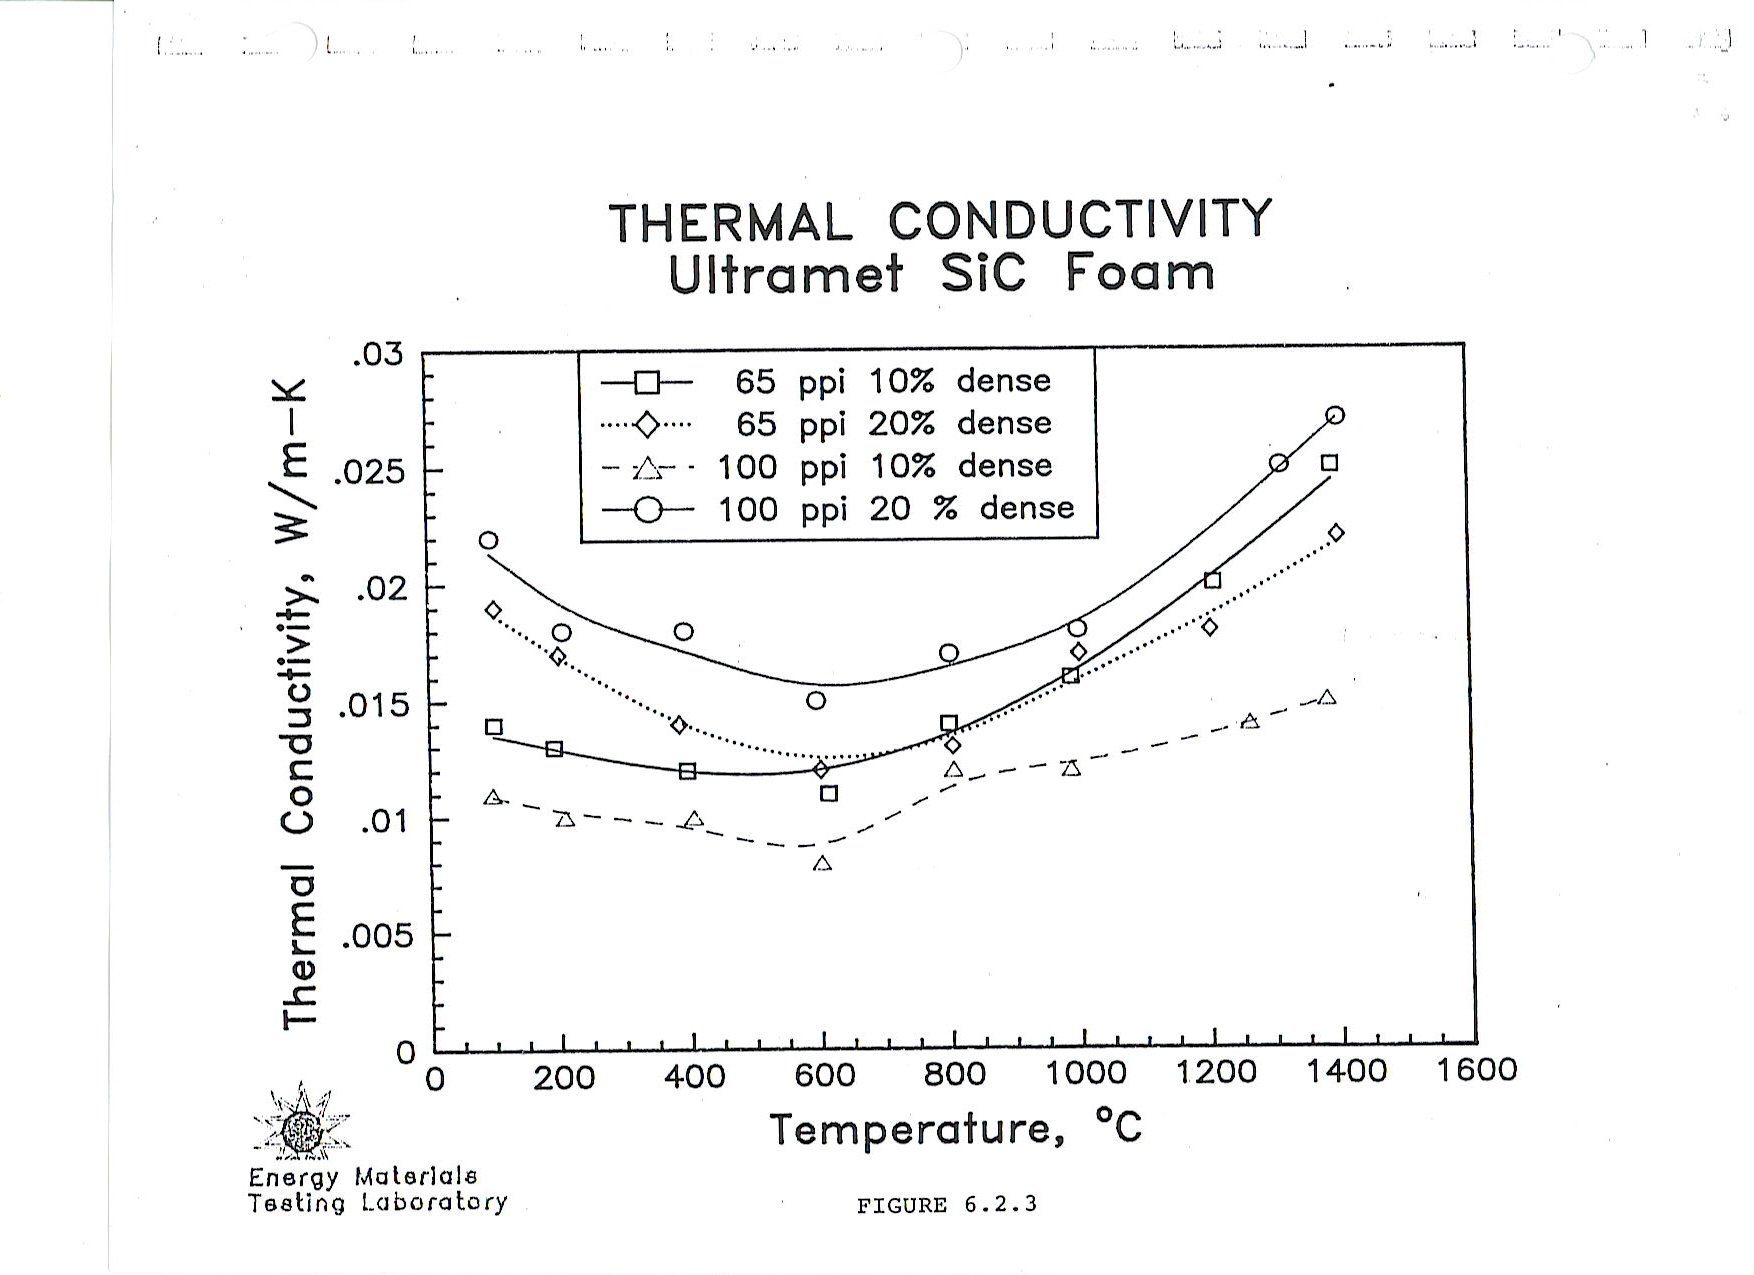 THERMAL CONDUCTIVITY
Ultramet SiC Foam
.03
.025
.02
.015
.01
.005
0
Thermal Conductivity, W/m-K
65 ppi 10% dense
65 ppi 20% dense
100 ppi 10% dense
100 ppi 20 % dense
0 200 400 600 800 1000 1200 1400 1600
Temperature, °C
Energy Materials
Testing Laboratory
FIGURE 6.2.3